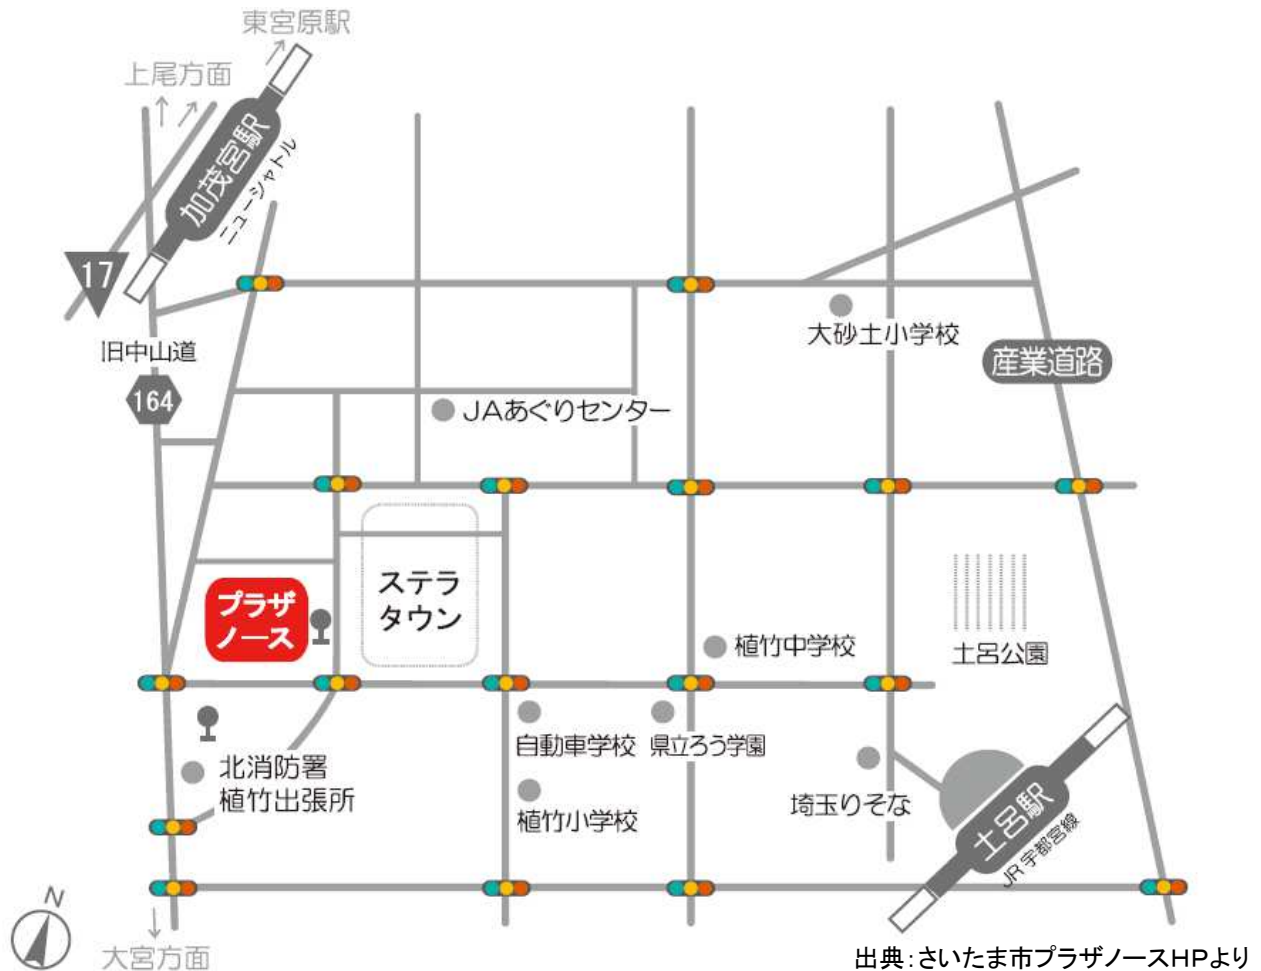 東宮原駅
上尾方面
加茂宮駅
ニューシャトル
17
旧中山道
164
大砂土小学校
産業道路
JAあぐりセンター
プラザ
ノース
ステラ
タウン
植竹中学校
土呂公園
自動車学校
県立ろう学園
北消防署
植竹出張所
植竹小学校
埼玉りそな
土呂駅
JR宇都宮線
N
大宮方面
出典:さいたま市プラザノースHPより